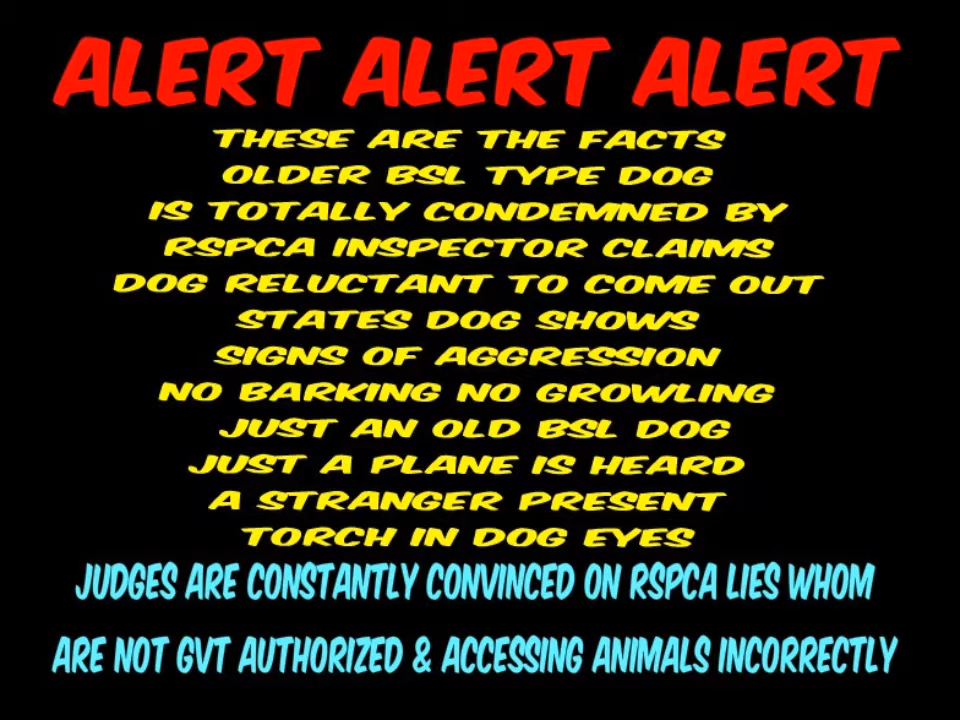 ALERT ALERT ALERT
THESE ARE THE FACTS
OLDER BSL TYPE DOG
IS TOTALLY CONDEMNED BY
RSPCA INSPECTOR CLAIMS
DOG RELUCTANT TO COME OUT
STATES DOG SHOWS
SIGNS OF AGGRESSION
NO BARKING NO GROWLING
JUST AN OLD BSL DOG
JUST A PLANE IS HEARD
A STRANGER PRESENT
TORCH IN DOG EYES
JUDGES ARE CONSTANTLY CONVINCED ON RSPCA LIES WHOM
ARE NOT GVT AUTHORIZED & ACCESSING ANIMALS INCORRECTLY